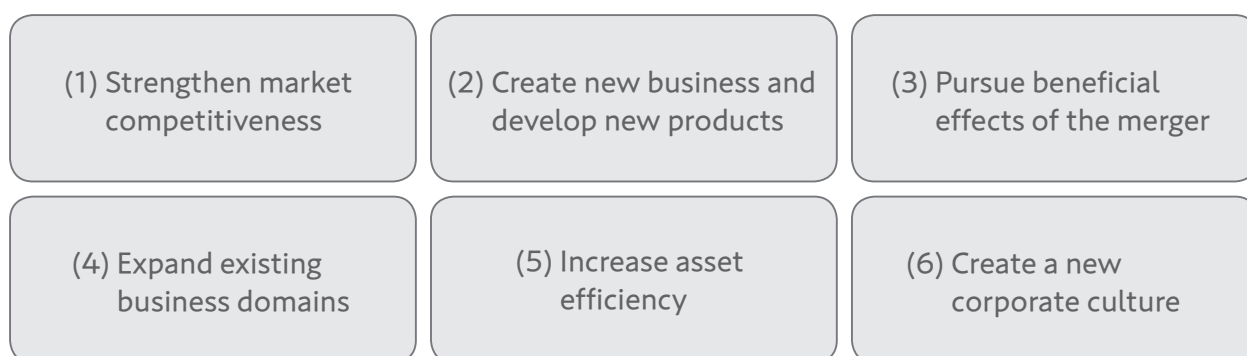 (1) Strengthen market
competitiveness
(2) Create new business and
develop new products
(3) Pursue beneficial
effects of the merger
(4) Expand existing
business domains
(5) Increase asset
efficiency
(6) Create a new
corporate culture